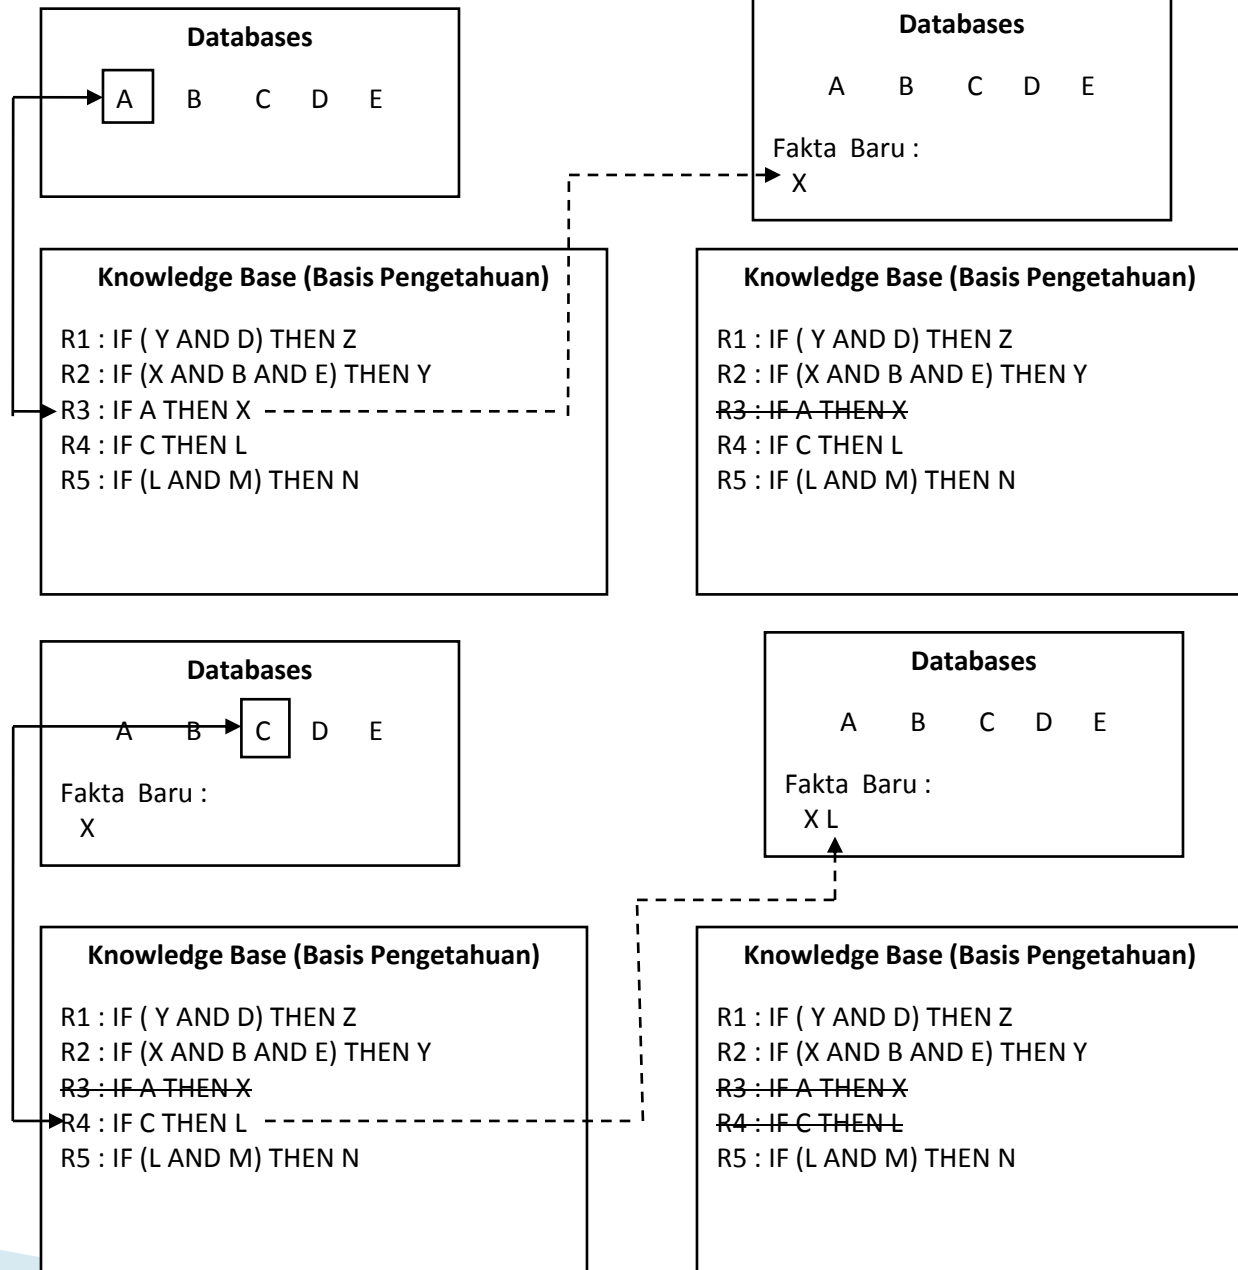 Databases
A B C D E
Databases
A B C D E
Fakta Baru :
X
Knowledge Base (Basis Pengetahuan)
R1 : IF ( Y AND D) THEN Z
R2 : IF (X AND B AND E) THEN Y
R3 : IF A THEN X
R4 : IF C THEN L
R5 : IF (L AND M) THEN N
Knowledge Base (Basis Pengetahuan)
R1 : IF ( Y AND D) THEN Z
R2 : IF (X AND B AND E) THEN Y
R3 : IF A THEN X
R4 : IF C THEN L
R5 : IF (L AND M) THEN N
Databases
A B C D E
Fakta Baru :
X
Databases
A B C D E
Fakta Baru :
X L
Knowledge Base (Basis Pengetahuan)
R1 : IF ( Y AND D) THEN Z
R2 : IF (X AND B AND E) THEN Y
R3 : IF A THEN X
R4 : IF C THEN L
R5 : IF (L AND M) THEN N
Knowledge Base (Basis Pengetahuan)
R1 : IF ( Y AND D) THEN Z
R2 : IF (X AND B AND E) THEN Y
R3 : IF A THEN X
R4 : IF C THEN L
R5 : IF (L AND M) THEN N